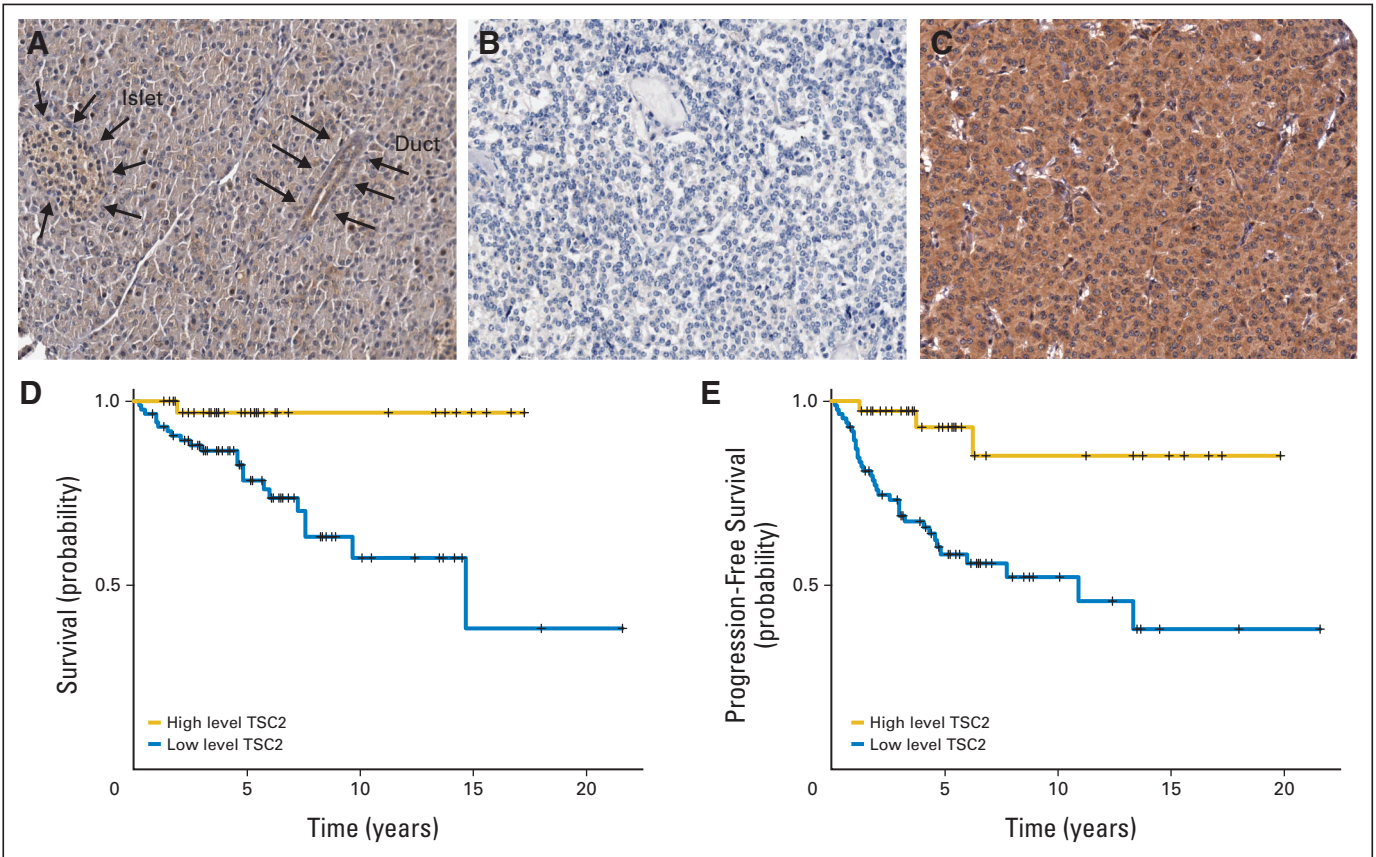 A
B
C
Islet
Duct
D
E
1.0
0.5
0
5
10
15
20
Survival (probability)
Time (years)
High level TSC2
Low level TSC2
1.0
0.5
0
5
10
15
20
Progression-Free Survival
(probability)
Time (years)
High level TSC2
Low level TSC2